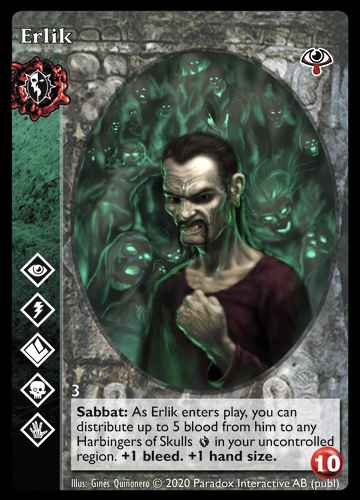 Erlik
3
Sabbat: As Erlik enters play, you can
distribute up to 5 blood from him to any
Harbingers of Skulls in your uncontrolled
region. +1 bleed. +1 hand size.
10
Illus: Ginés Quiñonero © 2020 Paradox Interactive AB (publ)